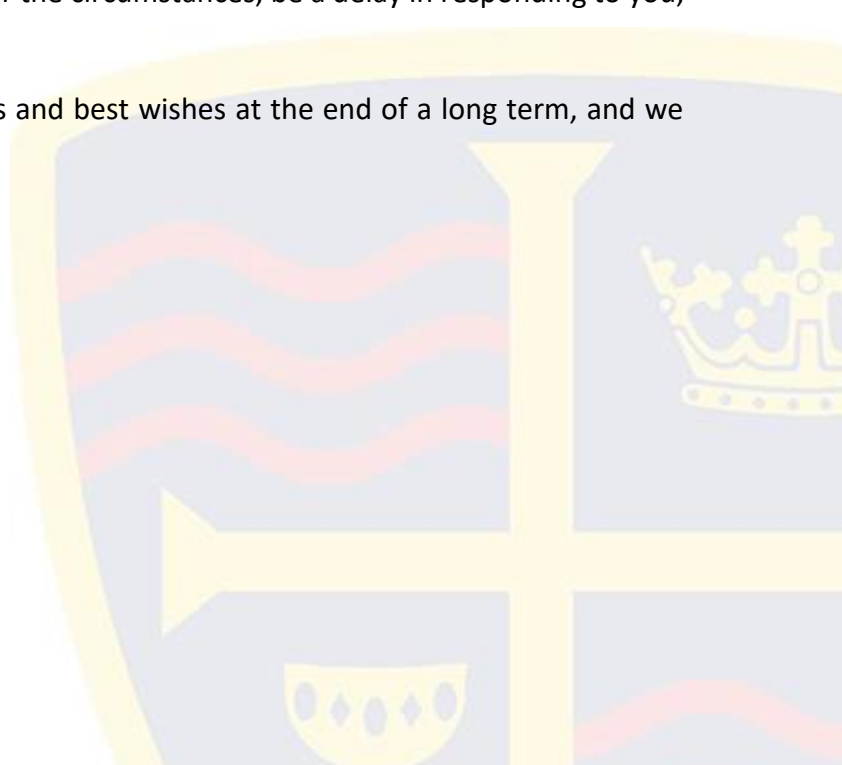 the circumstances, be a delay in responding to you,
and best wishes at the end of a long term, and we